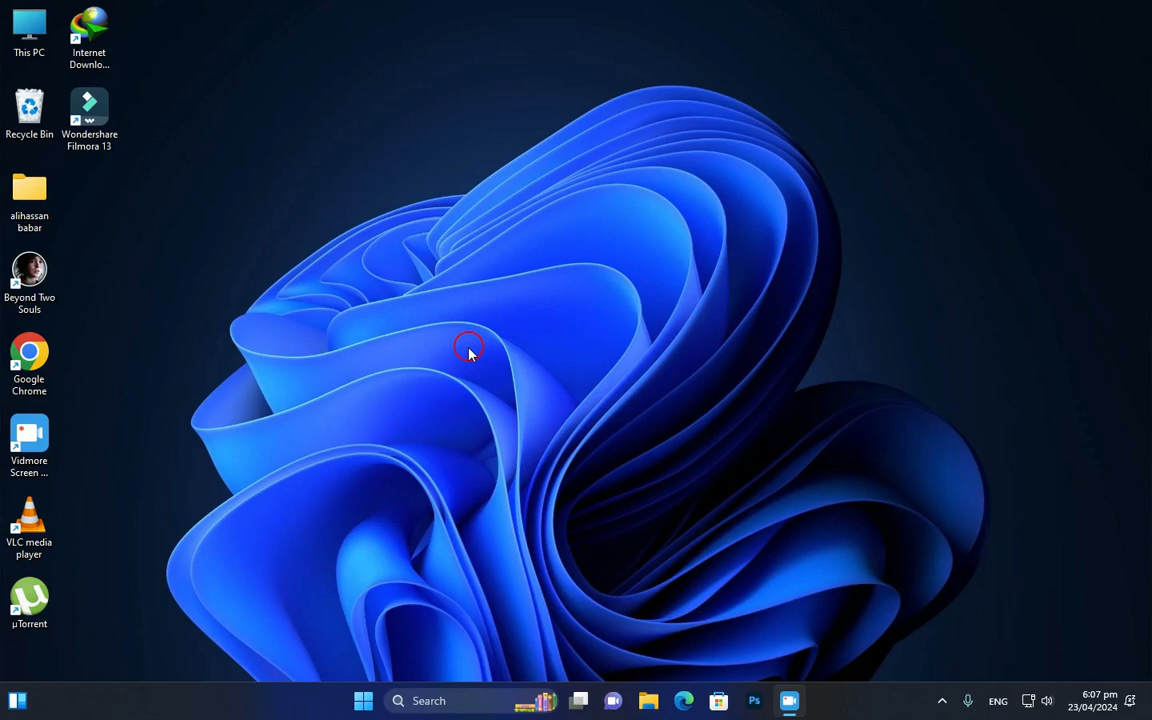 This PC
Internet
Downlo...
Recycle Bin
Wondershare
Filmora 13
alihassan
babar
Beyond Two
Souls
Google
Chrome
Vidmore
Screen ...
VLC media
player
µTorrent
Search
Ps
ENG
6:07 pm
23/04/2024